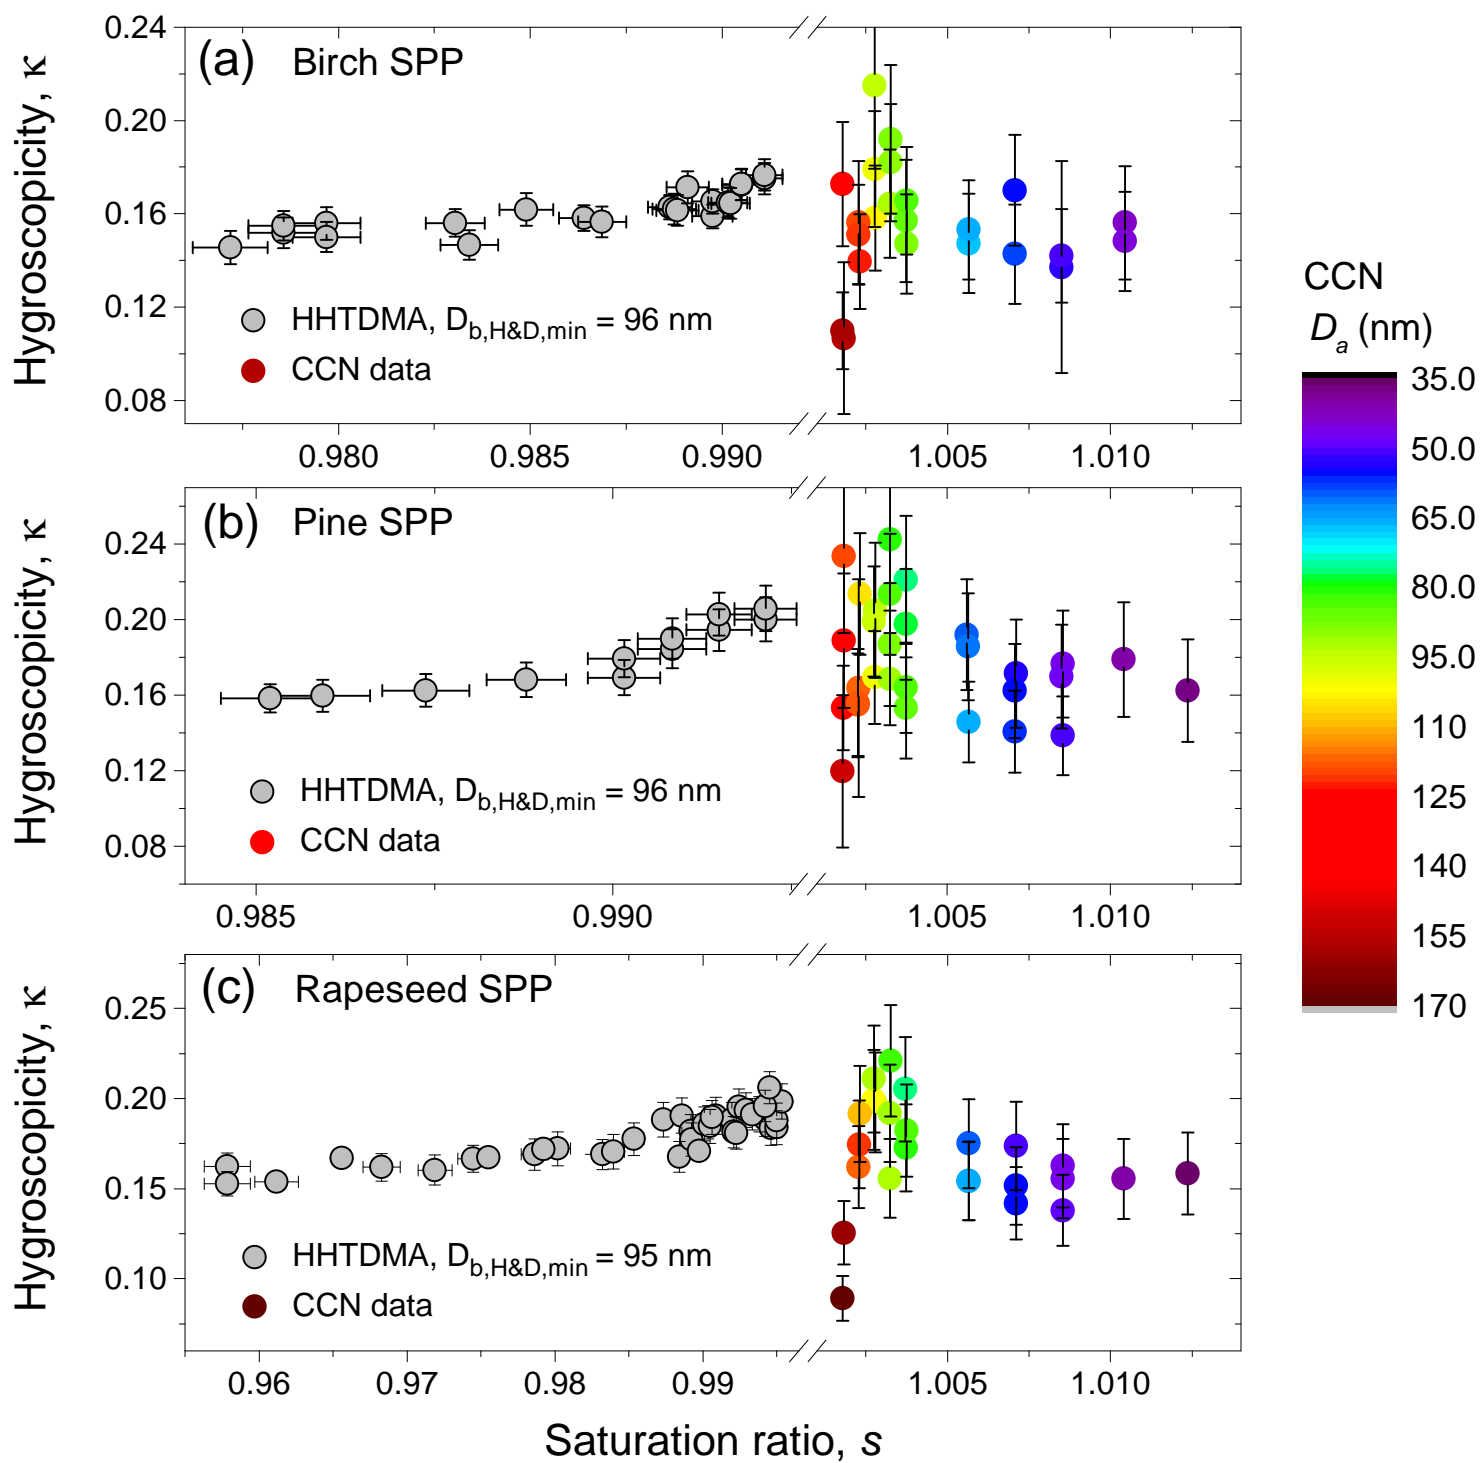 (a) Birch SPP
Hygroscopicity, κ
0.24
0.20
0.16
0.12
0.08
HHTDMA, D_b,H&D,min = 96 nm
CCN data
0.980 0.985 0.990 1.005 1.010
(b) Pine SPP
Hygroscopicity, κ
0.24
0.20
0.16
0.12
0.08
HHTDMA, D_b,H&D,min = 96 nm
CCN data
0.985 0.990 1.005 1.010
(c) Rapeseed SPP
Hygroscopicity, κ
0.25
0.20
0.15
0.10
HHTDMA, D_b,H&D,min = 95 nm
CCN data
0.96 0.97 0.98 0.99 1.005 1.010
Saturation ratio, s
CCN
D_a (nm)
35.0
50.0
65.0
80.0
95.0
110
125
140
155
170